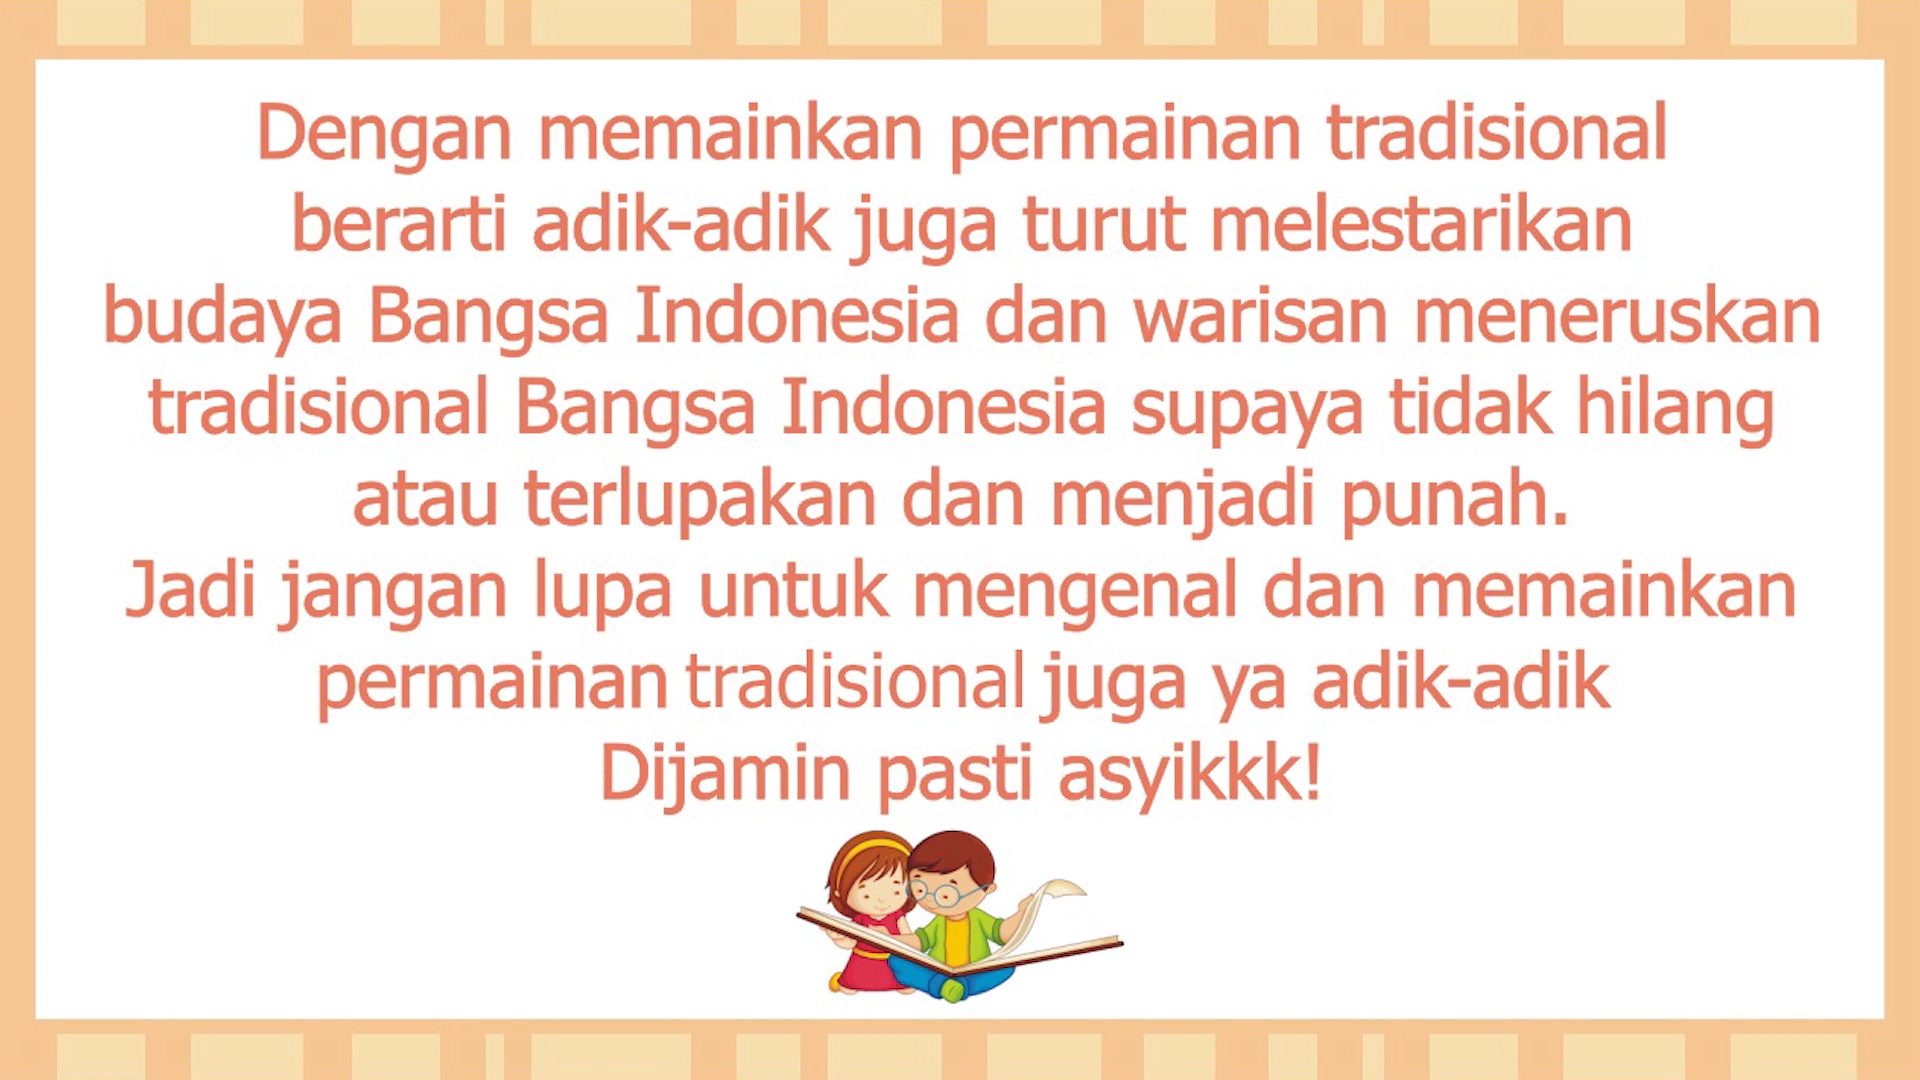 Dengan memainkan permainan tradisional
berarti adik-adik juga turut melestarikan
budaya Bangsa Indonesia dan warisan meneruskan
tradisional Bangsa Indonesia supaya tidak hilang
atau terlupakan dan menjadi punah.
Jadi jangan lupa untuk mengenal dan memainkan
permainan tradisional juga ya adik-adik
Dijamin pasti asyikkk!